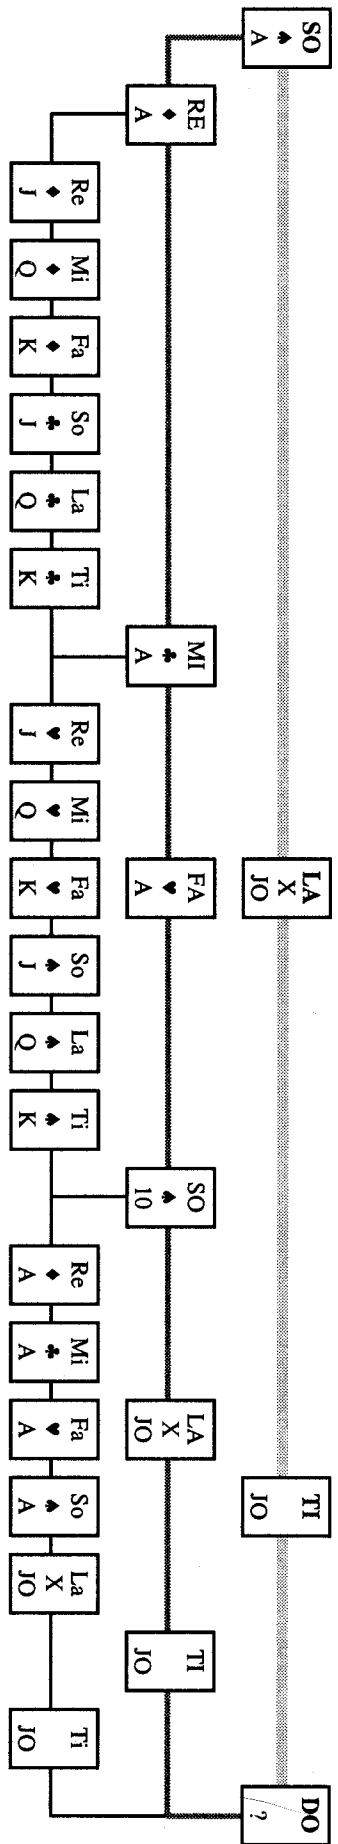 SO
♠
A
LA
X
JO
TI
JO
DO
?
RE
♦
A
MI
♣
A
FA
♥
A
SO
♠
10
LA
X
JO
TI
JO
Re
♦
J
Mi
♦
Q
Fa
♦
K
So
♣
J
La
♣
Q
Ti
♣
K
Re
♥
J
Mi
♥
Q
Fa
♥
K
So
♠
J
La
♠
Q
Ti
♠
K
Re
♦
A
Mi
♣
A
Fa
♥
A
So
♠
A
La
X
JO
Ti
JO